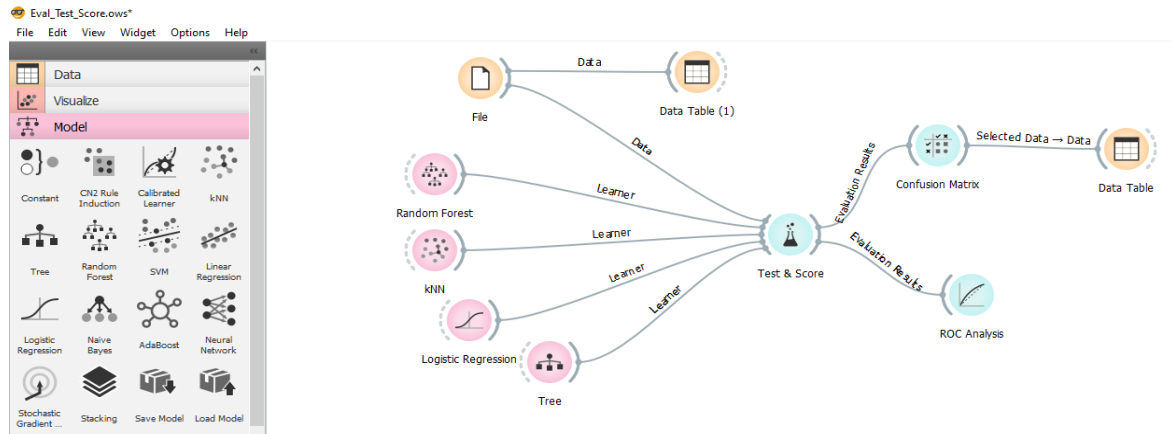 Eval_Test_Score.ows*
File Edit View Widget Options Help
«
Data
Visualize
Model
Constant
CN2 Rule
Induction
Calibrated
Learner
kNN
Tree
Random
Forest
SVM
Linear
Regression
Logistic
Regression
Naive
Bayes
AdaBoost
Neural
Network
Stochastic
Gradient ...
Stacking
Save Model
Load Model
File
Data
Data Table (1)
Data
Random Forest
Learner
kNN
Learner
Logistic Regression
Learner
Tree
Learner
Test & Score
Evaluation Results
Confusion Matrix
Selected Data → Data
Data Table
Evaluation Results
ROC Analysis